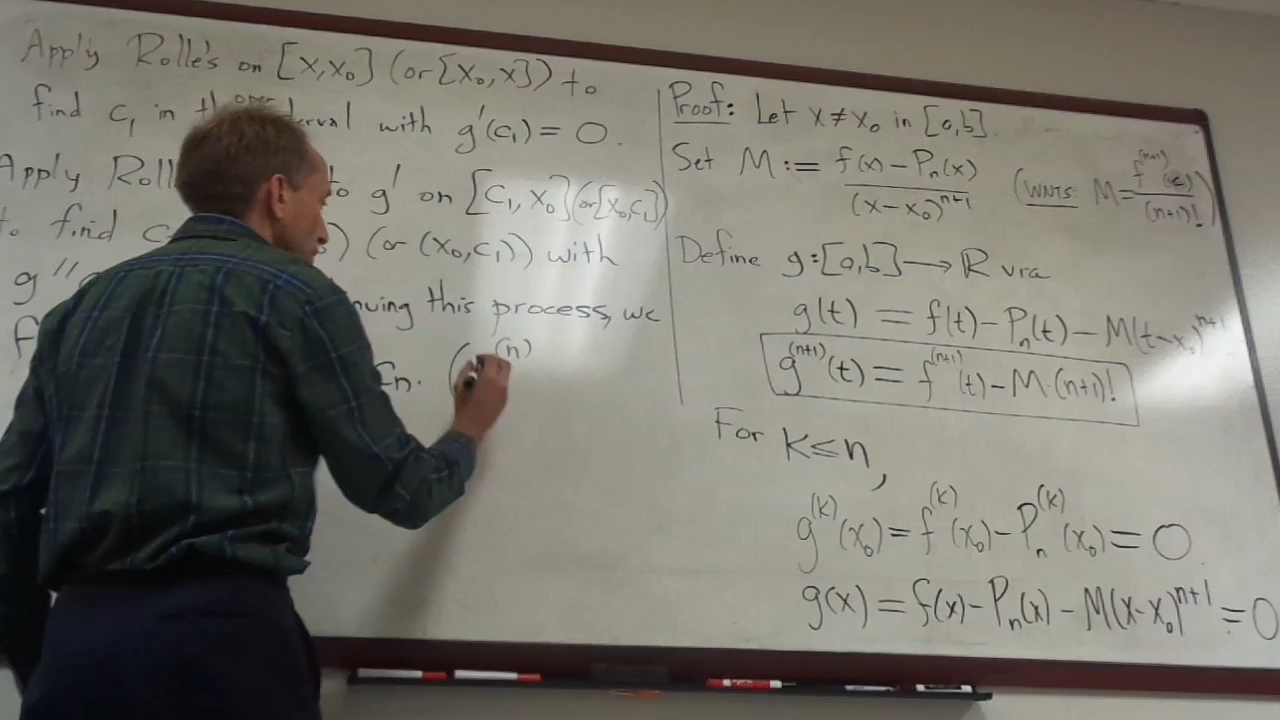 Apply Rolle's on [x,x₀] (or [x₀,x]) to
find c₁ in the open interval with g'(c₁) = 0.
Apply Roll to g' on [c₁, x₀] (or [x₀,c₁])
to find c ) (or (x₀,c₁)) with
g''
this process, we
f
cₙ. ( (n)
Proof: Let x ≠ x₀ in [a,b].
Set M := f(x) - Pₙ(x) / (x-x₀)ⁿ⁺¹ (WNTS: M = f⁽ⁿ⁺¹⁾(c) / (n+1)!)
Define g: [a,b] → R via
g(t) = f(t) - Pₙ(t) - M(t-x₀)ⁿ⁺¹
g⁽ⁿ⁺¹⁾(t) = f⁽ⁿ⁺¹⁾(t) - M·(n+1)!
For k ≤ n,
g⁽ᵏ⁾(x₀) = f⁽ᵏ⁾(x₀) - Pₙ⁽ᵏ⁾(x₀) = 0
g(x) = f(x) - Pₙ(x) - M(x-x₀)ⁿ⁺¹ = 0